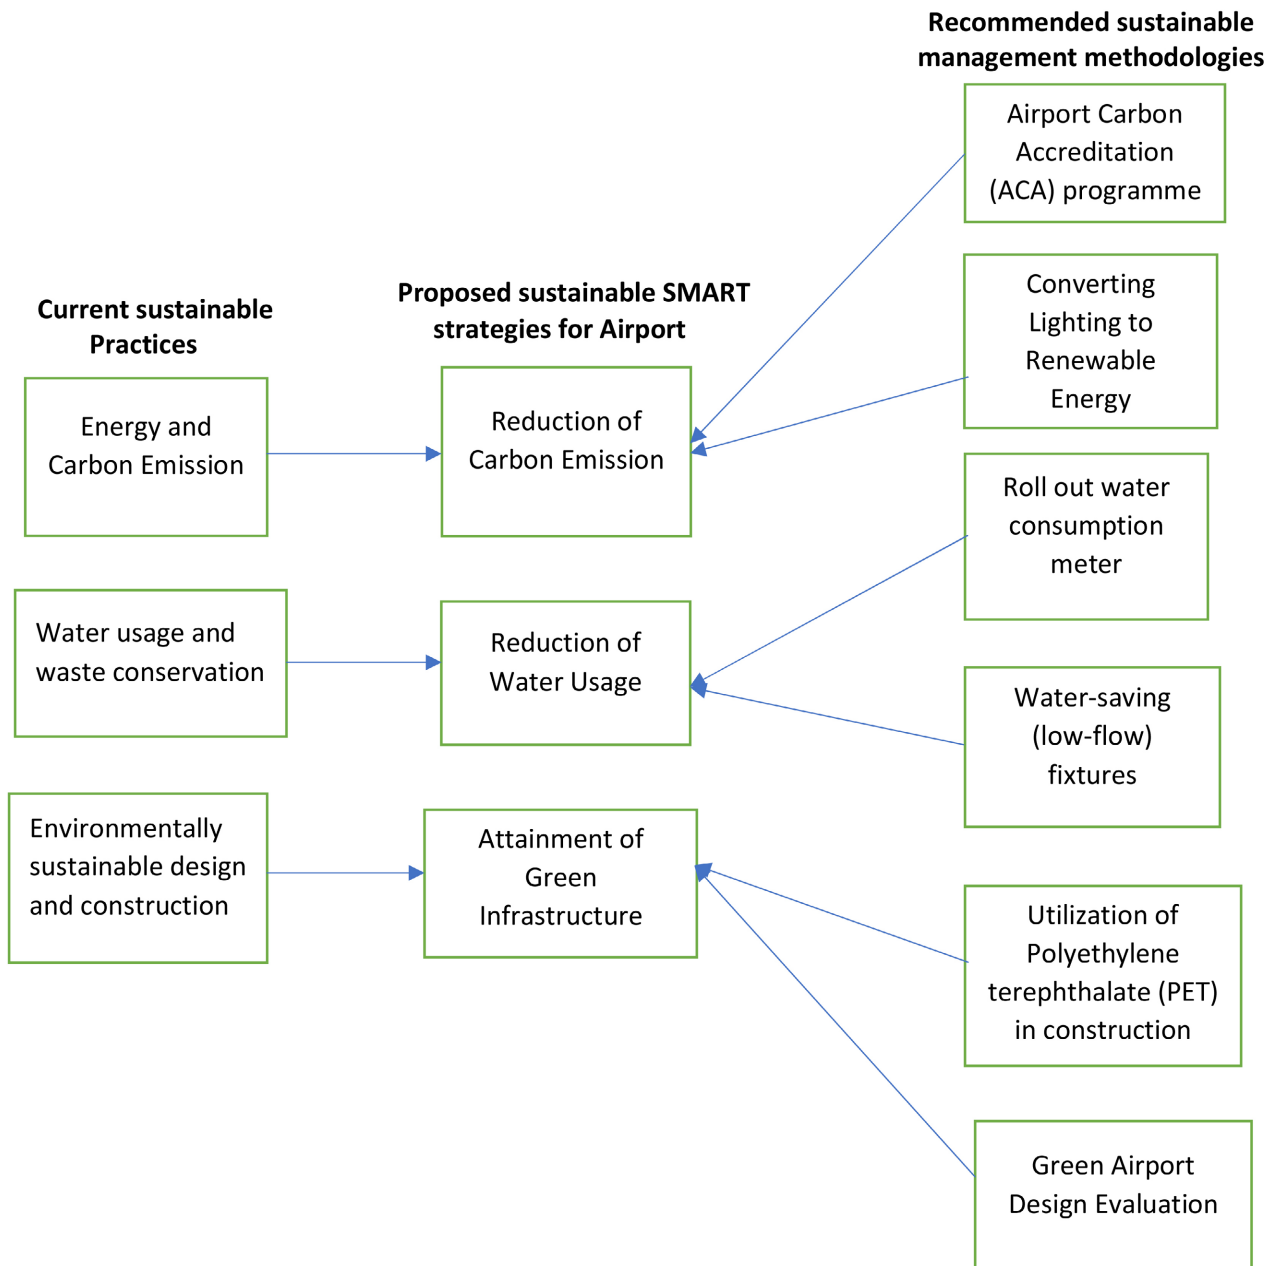 Current sustainable
Practices
Energy and
Carbon Emission
Water usage and
waste conservation
Environmentally
sustainable design
and construction
Proposed sustainable SMART
strategies for Airport
Reduction of
Carbon Emission
Reduction of
Water Usage
Attainment of
Green
Infrastructure
Recommended sustainable
management methodologies
Airport Carbon
Accreditation
(ACA) programme
Converting
Lighting to
Renewable
Energy
Roll out water
consumption
meter
Water-saving
(low-flow)
fixtures
Utilization of
Polyethylene
terephthalate (PET)
in construction
Green Airport
Design Evaluation